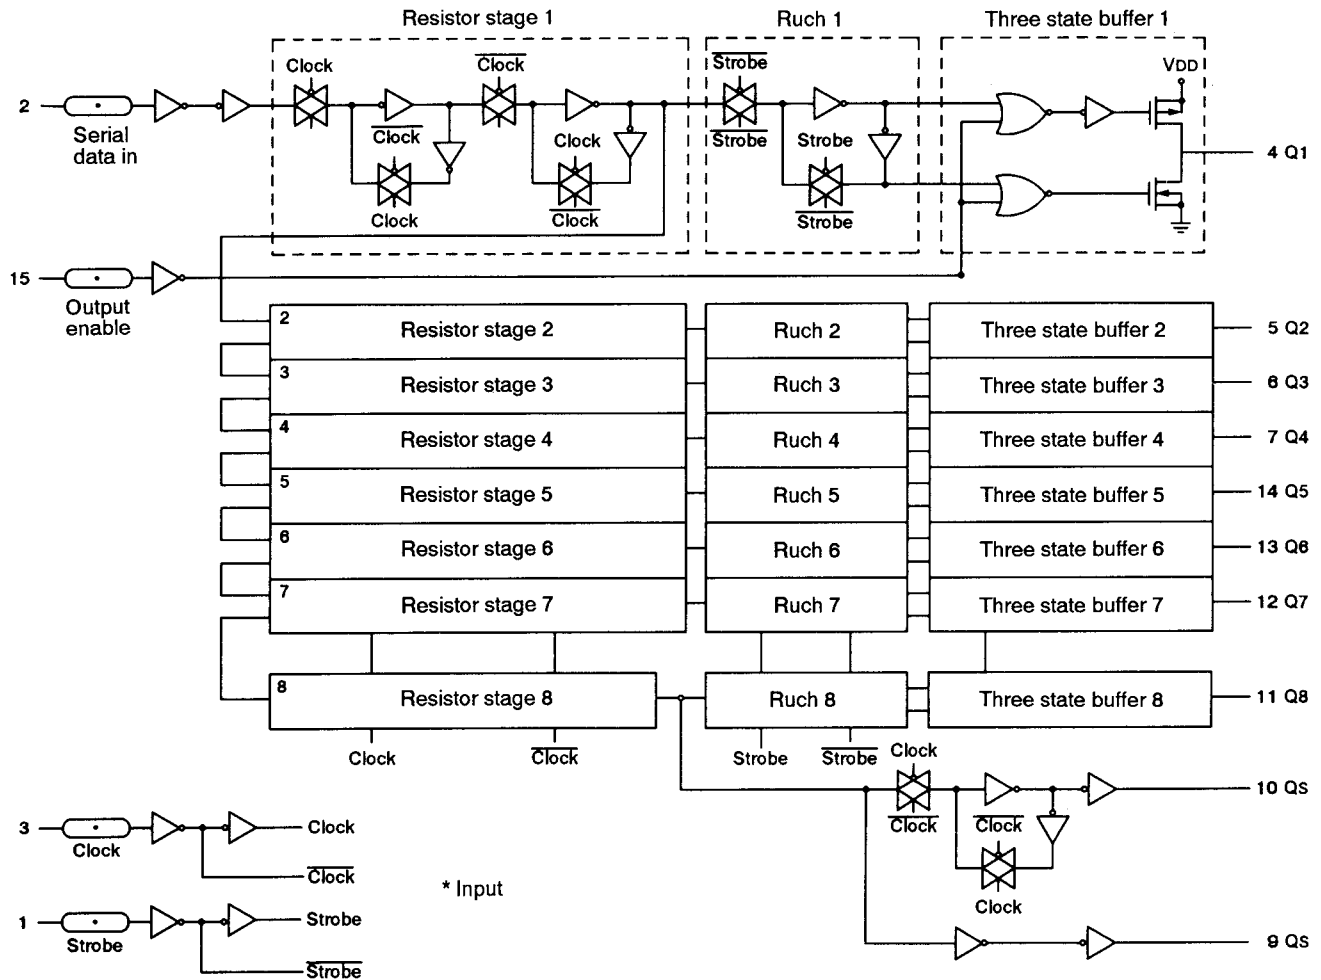 Resistor stage 1
Ruch 1
Three state buffer 1
Clock
Clock
Strobe
VDD
2
Serial
data in
Clock
Clock
Strobe
Strobe
4 Q1
Clock
Clock
Strobe
15
Output
enable
2
Resistor stage 2
Ruch 2
Three state buffer 2
5 Q2
3
Resistor stage 3
Ruch 3
Three state buffer 3
6 Q3
4
Resistor stage 4
Ruch 4
Three state buffer 4
7 Q4
5
Resistor stage 5
Ruch 5
Three state buffer 5
14 Q5
6
Resistor stage 6
Ruch 6
Three state buffer 6
13 Q6
7
Resistor stage 7
Ruch 7
Three state buffer 7
12 Q7
8
Resistor stage 8
Ruch 8
Three state buffer 8
11 Q8
Clock
Clock
Strobe
Strobe
Clock
10 QS
Clock
Clock
Clock
9 QS
3
Clock
Clock
Clock
* Input
1
Strobe
Strobe
Strobe